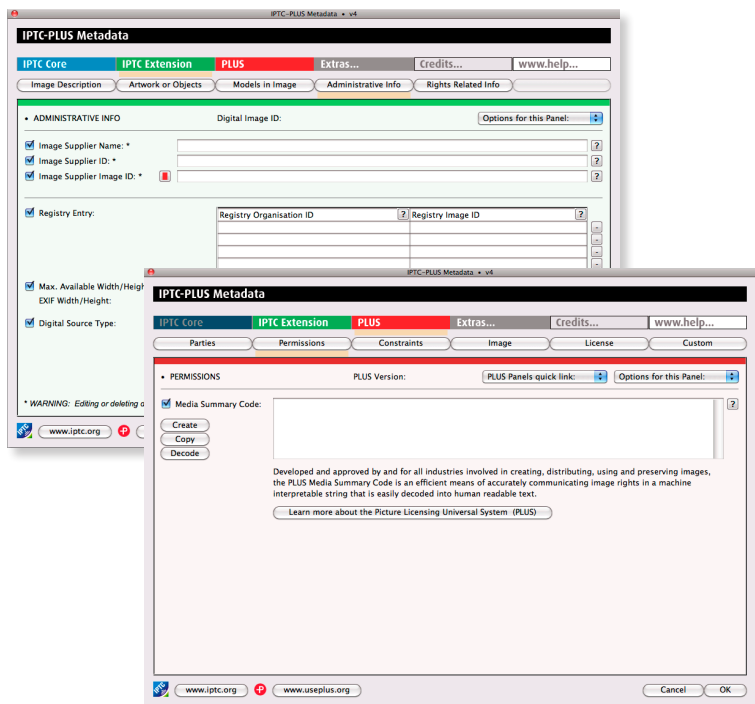 IPTC-PLUS Metadata • v4
IPTC-PLUS Metadata
IPTC Core IPTC Extension PLUS Extras... Credits... www.help...
Image Description Artwork or Objects Models in Image Administrative Info Rights Related Info
• ADMINISTRATIVE INFO Digital Image ID: Options for this Panel:
Image Supplier Name: * ?
Image Supplier ID: * ?
Image Supplier Image ID: * ?
Registry Entry: Registry Organisation ID ? Registry Image ID ?
-
-
-
-
Max. Available Width/Heigh
EXIF Width/Height:
Digital Source Type:
* WARNING: Editing or deleting
IPTC www.iptc.org P
IPTC-PLUS Metadata • v4
IPTC-PLUS Metadata
IPTC Core IPTC Extension PLUS Extras... Credits... www.help...
Parties Permissions Constraints Image License Custom
• PERMISSIONS PLUS Version: PLUS Panels quick link: Options for this Panel:
Media Summary Code: ?
Create
Copy
Decode
Developed and approved by and for all industries involved in creating, distributing, using and preserving images,
the PLUS Media Summary Code is an efficient means of accurately communicating image rights in a machine
interpretable string that is easily decoded into human readable text.
Learn more about the Picture Licensing Universal System (PLUS)
IPTC www.iptc.org P www.useplus.org Cancel OK